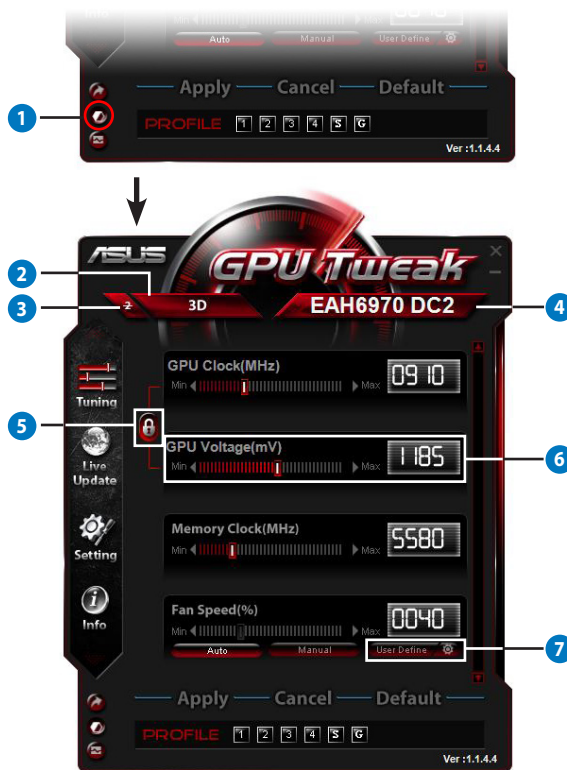 Auto Manual User Define
Apply Cancel Default
1
PROFILE 1 2 3 4 S G
Ver :1.1.4.4
ASUS GPU Tweak
2
3
2 3D EAH6970 DC2
4
GPU Clock(MHz)
Min Max 0910
Tuning
5
GPU Voltage(mV)
Min Max 1185
6
Live
Update
Memory Clock(MHz)
Min Max 5580
Setting
Fan Speed(%)
Min Max 0040
Info
Auto Manual User Define
7
Apply Cancel Default
PROFILE 1 2 3 4 S G
Ver :1.1.4.4